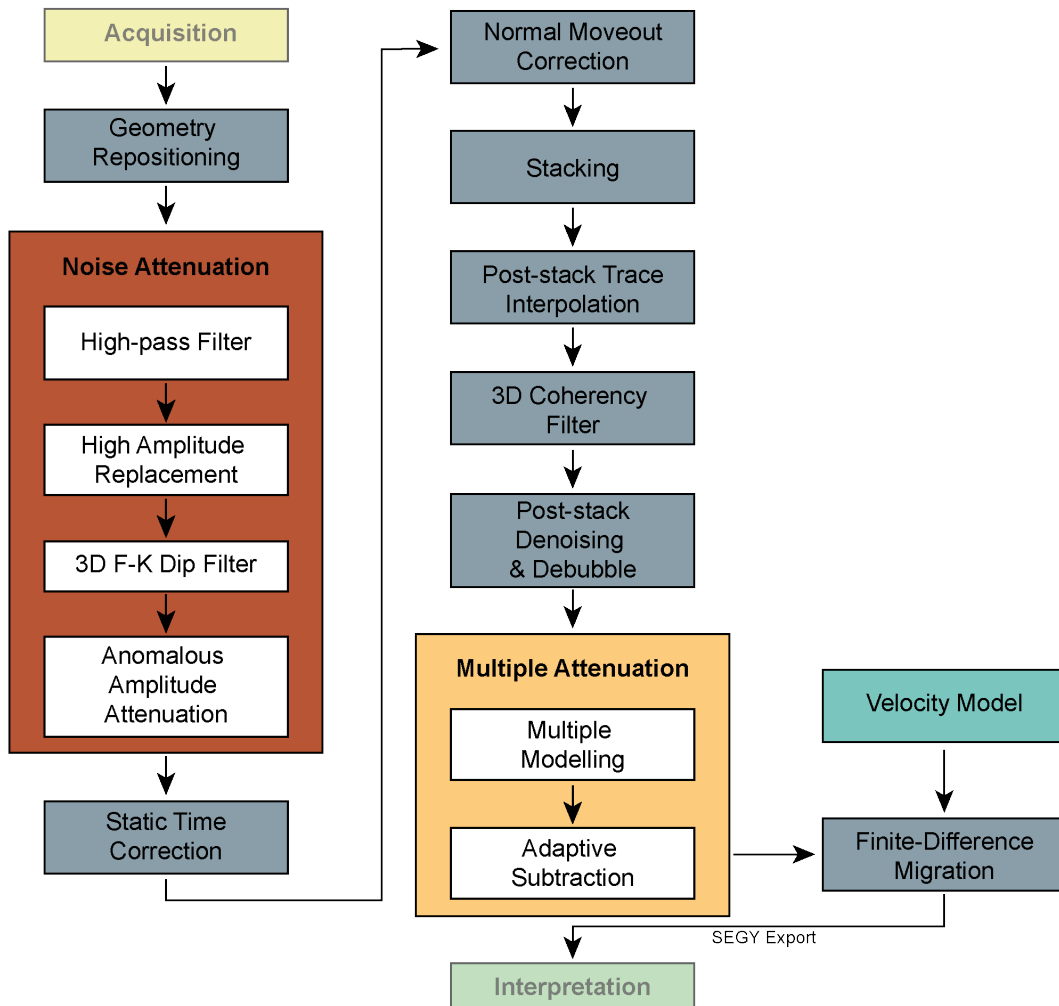 Acquisition
Geometry
Repositioning
Noise Attenuation
High-pass Filter
High Amplitude
Replacement
3D F-K Dip Filter
Anomalous
Amplitude
Attenuation
Static Time
Correction
Normal Moveout
Correction
Stacking
Post-stack Trace
Interpolation
3D Coherency
Filter
Post-stack
Denoising
& Debubble
Multiple Attenuation
Multiple
Modelling
Adaptive
Subtraction
Velocity Model
Finite-Difference
Migration
SEGY Export
Interpretation